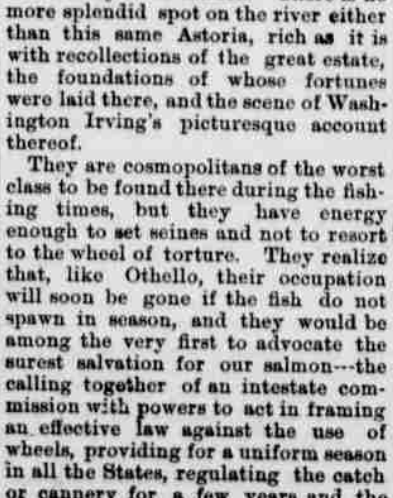 more splendid spot on the river either
than this same Astoria, rich as it is
with recollections of the great estate,
the foundations of whose fortunes
were laid there, and the scene of Wash-
ington Irving's picturesque account
thereof.
They are cosmopolitans of the worst
class to be found there during the fish-
ing times, but they have energy
enough to set seines and not to resort
to the wheel of torture. They realize
that, like Othello, their occupation
will soon be gone if the fish do not
spawn in season, and they would be
among the very first to advocate the
surest salvation for our salmon---the
calling together of an intestate com-
mission with powers to act in framing
an effective law against the use of
wheels, providing for a uniform season
in all the States, regulating the catch
or cannery for a few years and the